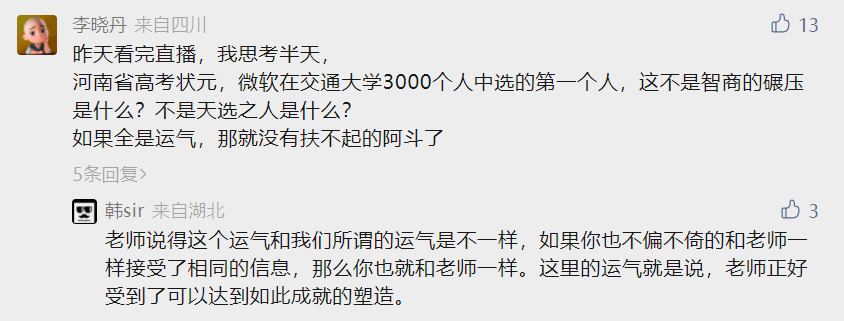 李晓丹 来自四川 13
昨天看完直播，我思考半天，
河南省高考状元，微软在交通大学3000个人中选的第一个人，这不是智商的碾压
是什么？不是天选之人是什么？
如果全是运气，那就没有扶不起的阿斗了
5条回复>
韩sir 来自湖北 3
老师说得这个运气和我们所谓的运气是不一样，如果你也不偏不倚的和老师一
样接受了相同的信息，那么你也就和老师一样。这里的运气就是说，老师正好
受到了可以达到如此成就的塑造。